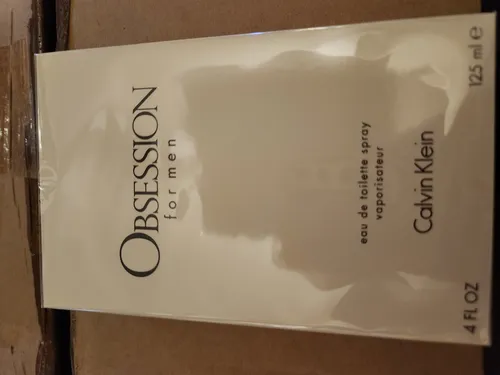 OBSESSION
for men
eau de toilette spray
vaporisateur
Calvin Klein
4 FL OZ
125 ml e